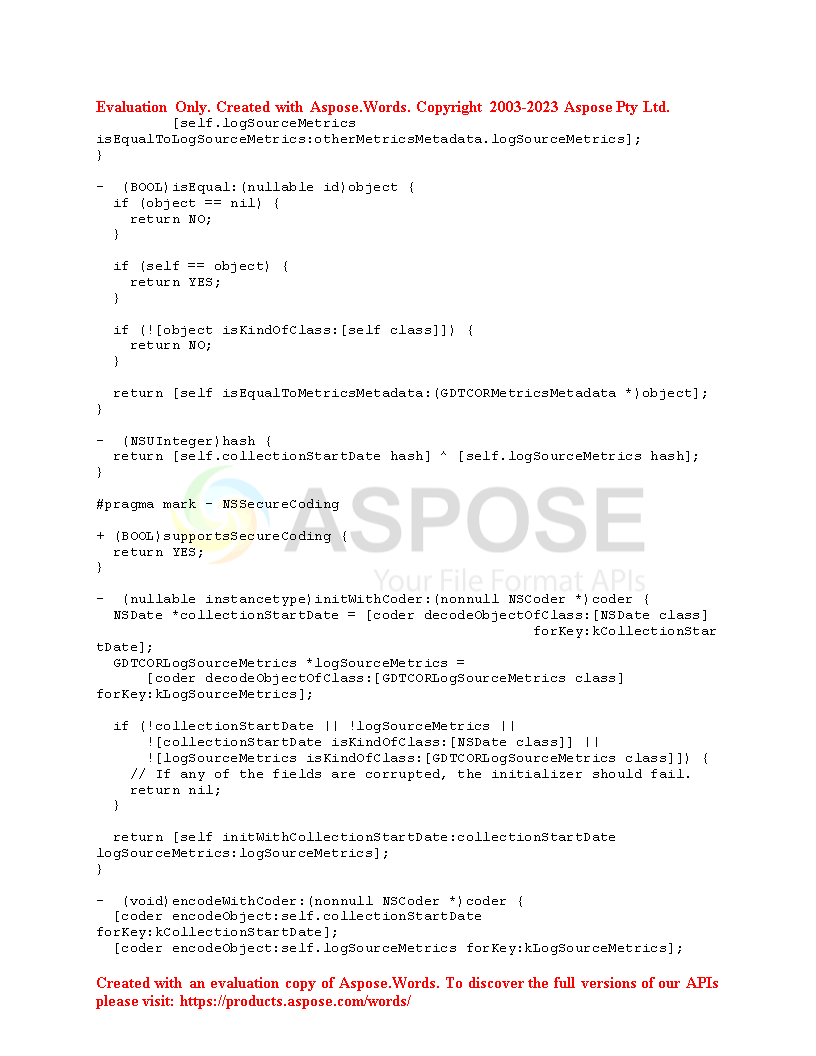 Evaluation Only. Created with Aspose.Words. Copyright 2003-2023 Aspose Pty Ltd.
         [self.logSourceMetrics
isEqualToLogSourceMetrics:otherMetricsMetadata.logSourceMetrics];
}

-  (BOOL)isEqual:(nullable id)object {
  if (object == nil) {
    return NO;
  }

  if (self == object) {
    return YES;
  }

  if (![object isKindOfClass:[self class]]) {
    return NO;
  }

  return [self isEqualToMetricsMetadata:(GDTCORMetricsMetadata *)object];
}

-  (NSUInteger)hash {
  return [self.collectionStartDate hash] ^ [self.logSourceMetrics hash];
}

#pragma mark - NSSecureCoding
ASPOSE
+ (BOOL)supportsSecureCoding {
  return YES;
}
Your File Format APIs
-  (nullable instancetype)initWithCoder:(nonnull NSCoder *)coder {
  NSDate *collectionStartDate = [coder decodeObjectOfClass:[NSDate class]
                                                    forKey:kCollectionStar
tDate];
  GDTCORLogSourceMetrics *logSourceMetrics =
      [coder decodeObjectOfClass:[GDTCORLogSourceMetrics class]
forKey:kLogSourceMetrics];

  if (!collectionStartDate || !logSourceMetrics ||
      ![collectionStartDate isKindOfClass:[NSDate class]] ||
      ![logSourceMetrics isKindOfClass:[GDTCORLogSourceMetrics class]]) {
    // If any of the fields are corrupted, the initializer should fail.
    return nil;
  }

  return [self initWithCollectionStartDate:collectionStartDate
logSourceMetrics:logSourceMetrics];
}

-  (void)encodeWithCoder:(nonnull NSCoder *)coder {
  [coder encodeObject:self.collectionStartDate
forKey:kCollectionStartDate];
  [coder encodeObject:self.logSourceMetrics forKey:kLogSourceMetrics];

Created with an evaluation copy of Aspose.Words. To discover the full versions of our APIs
please visit: https://products.aspose.com/words/